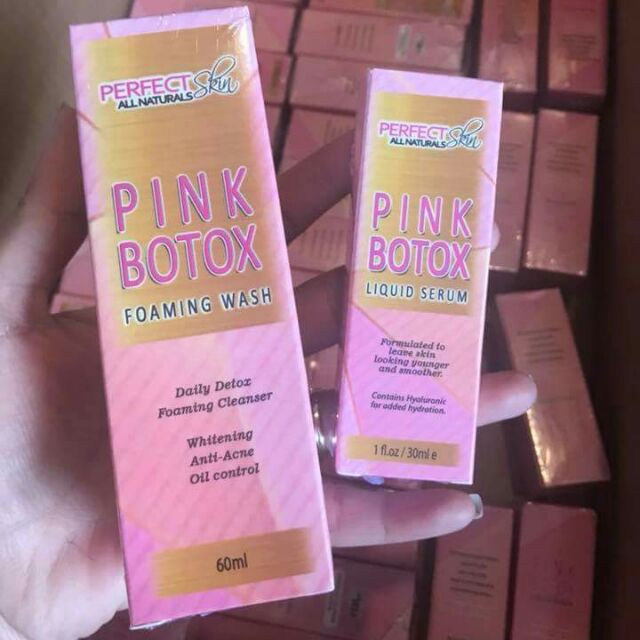 PERFECT Skin
ALL NATURALS
PINK
BOTOX
FOAMING WASH
Daily Detox
Foaming Cleanser
Whitening
Anti-Acne
Oil control
60ml
PERFECT Skin
ALL NATURALS
PINK
BOTOX
LIQUID SERUM
Formulated to
leave skin
looking younger
and smoother.
Contains Hyaluronic
for added hydration.
1 fl.oz / 30ml e